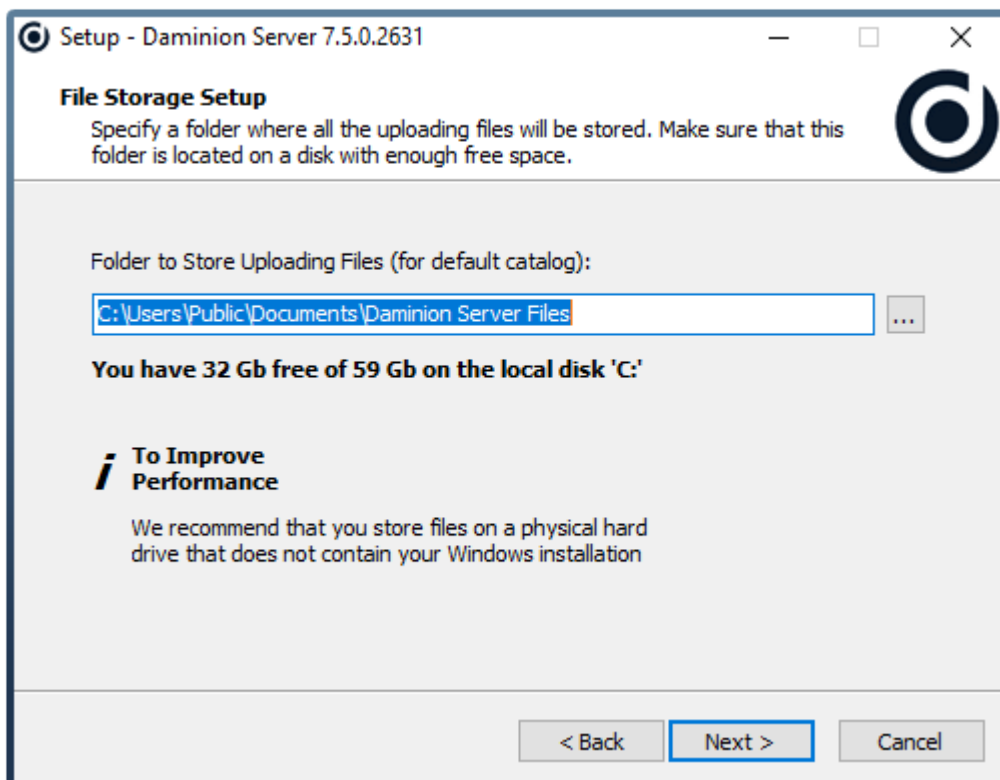 Setup - Daminion Server 7.5.0.2631
File Storage Setup
Specify a folder where all the uploading files will be stored. Make sure that this
folder is located on a disk with enough free space.
Folder to Store Uploading Files (for default catalog):
C:\Users\Public\Documents\Daminion Server Files
...
You have 32 Gb free of 59 Gb on the local disk 'C:'
i To Improve
Performance
We recommend that you store files on a physical hard
drive that does not contain your Windows installation
< Back Next > Cancel